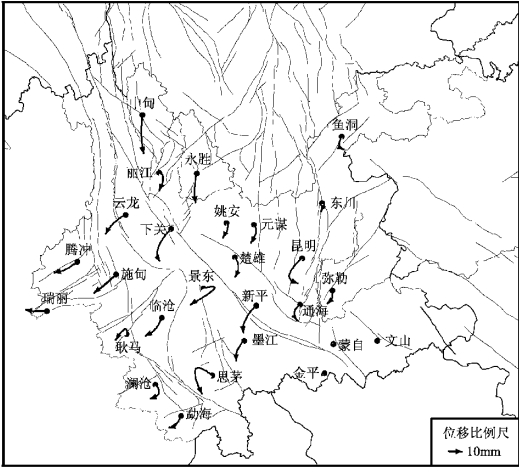 甸
鱼洞
丽江
永胜
东川
云龙
姚安
元谋
下关
昆明
腾冲
施甸
楚雄
弥勒
瑞丽
景东
临沧
新平
通海
耿马
墨江
蒙自
文山
澜沧
思茅
金平
勐海
位移比例尺
10mm